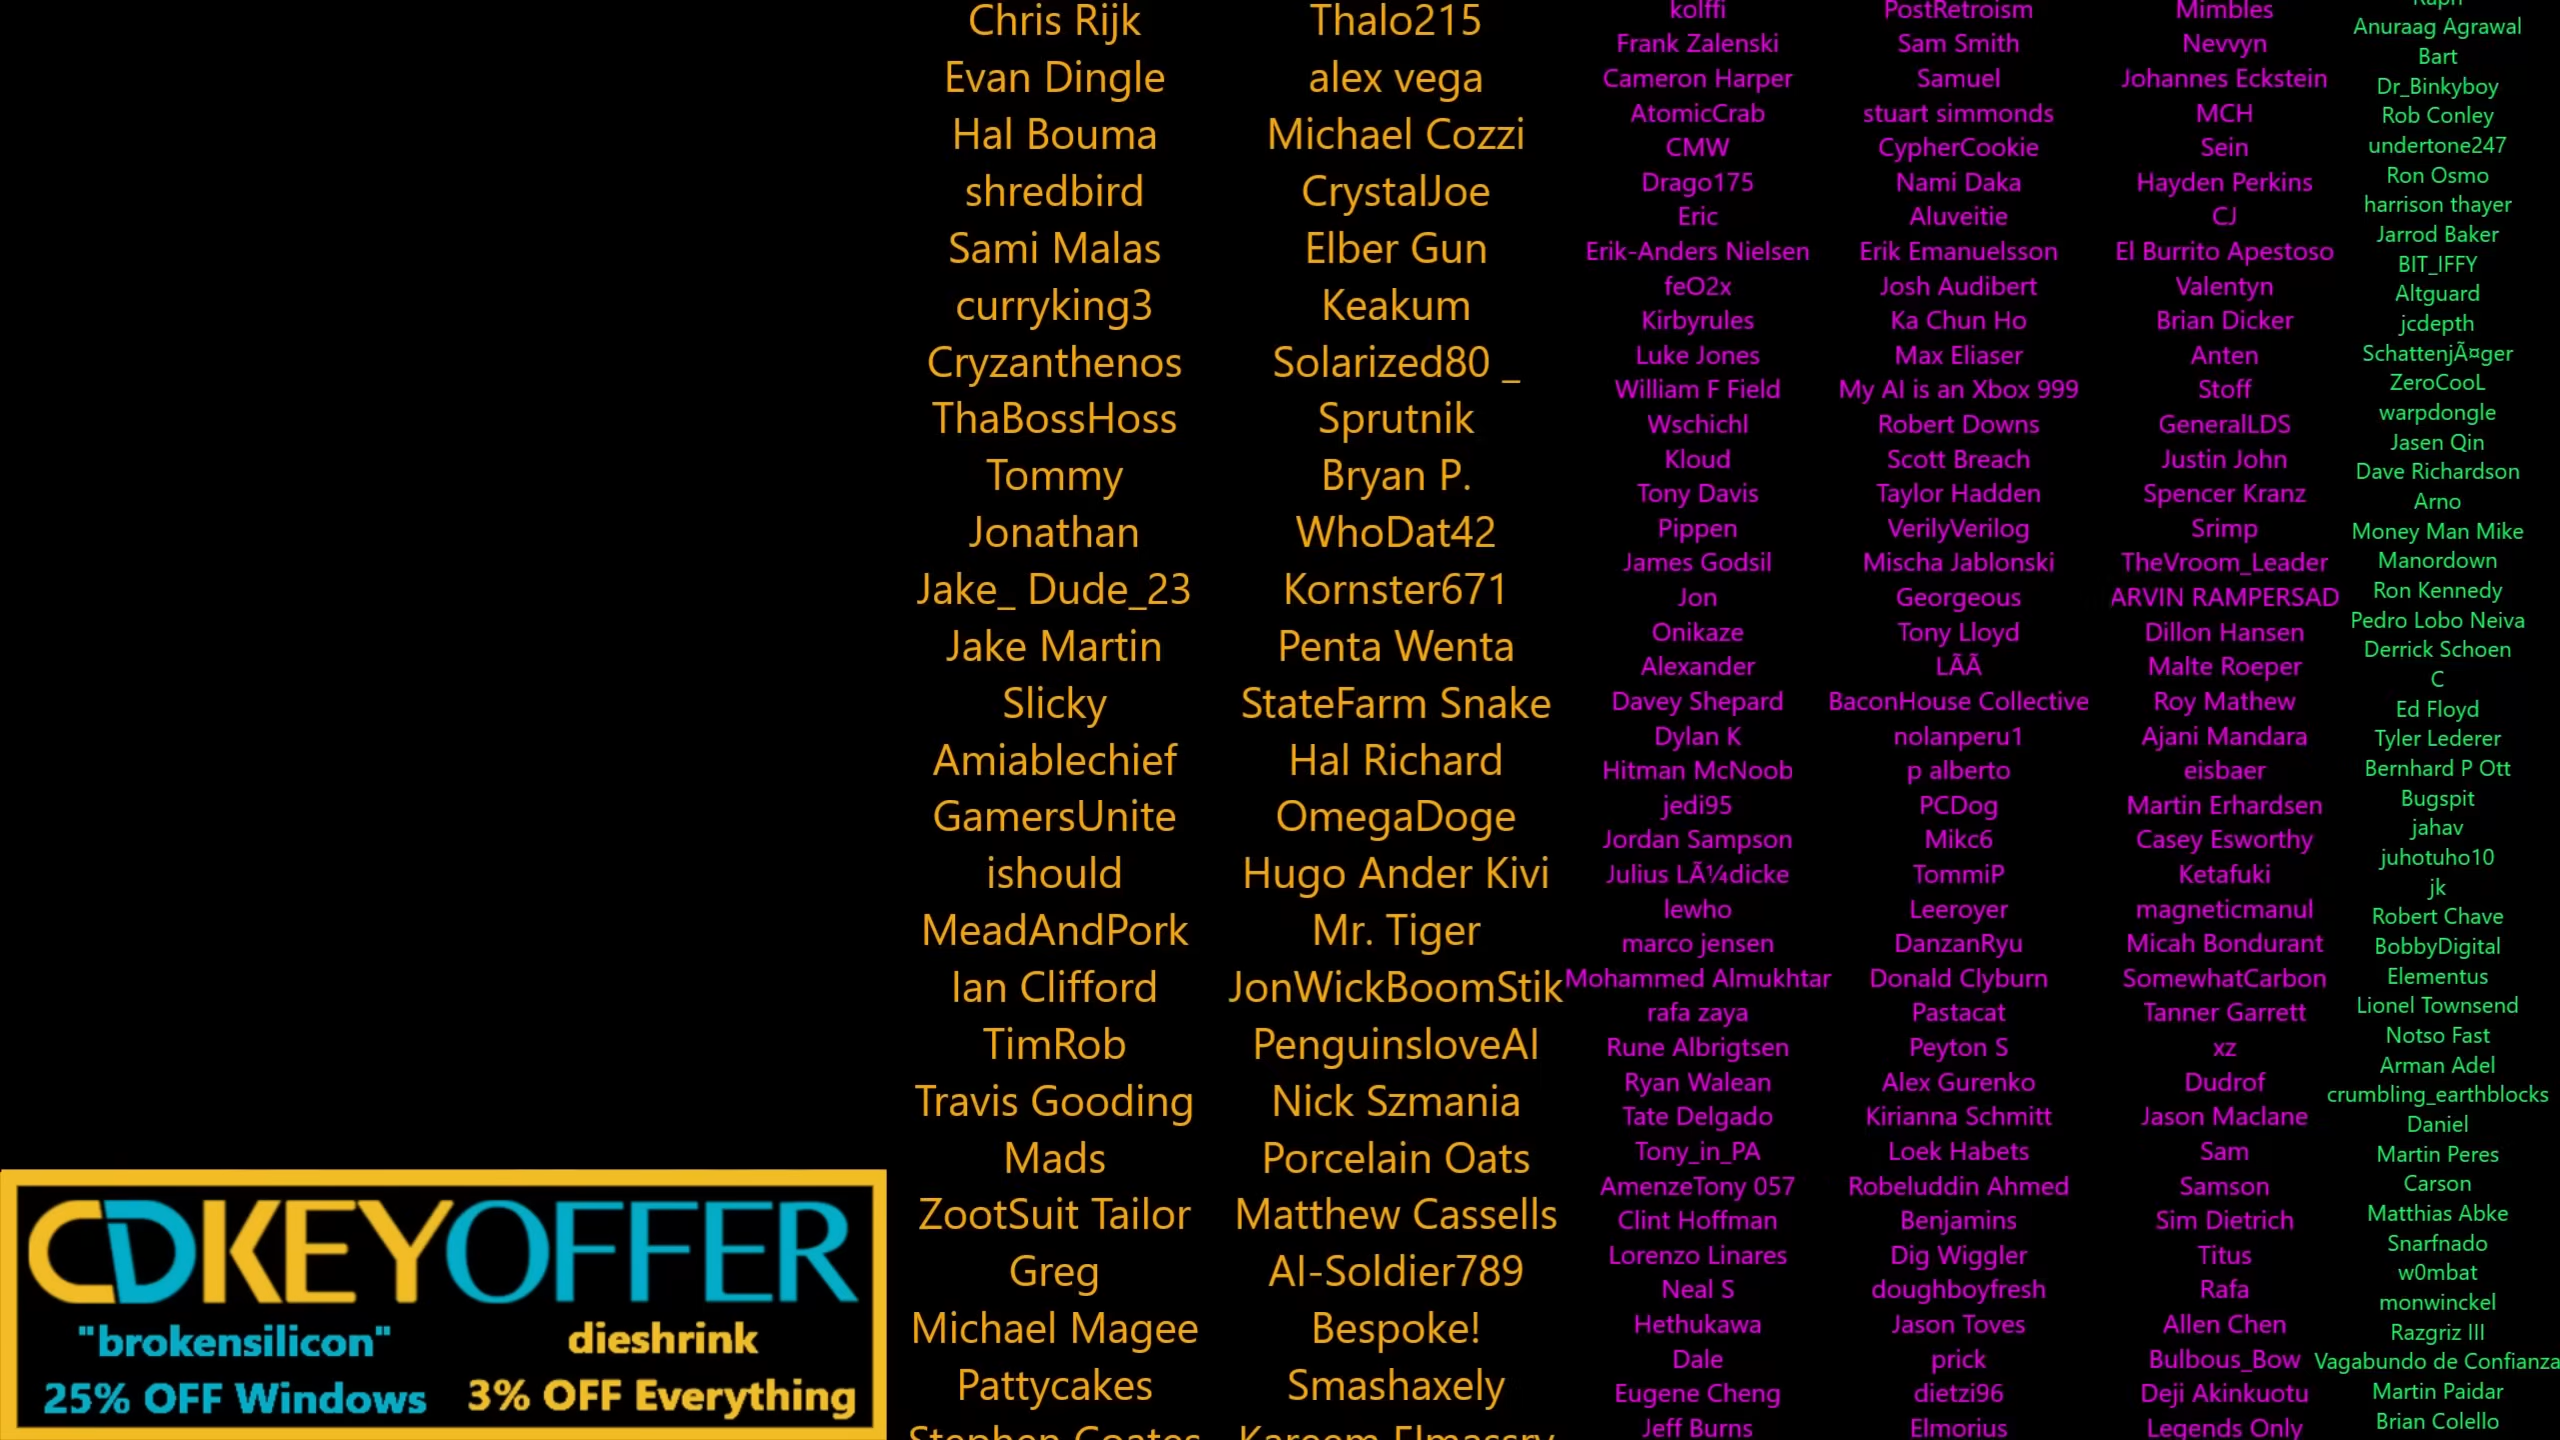 Chris Rijk
Evan Dingle
Hal Bouma
shredbird
Sami Malas
curryking3
Cryzanthenos
ThaBossHoss
Tommy
Jonathan
Jake_ Dude_23
Jake Martin
Slicky
Amiablechief
GamersUnite
ishould
MeadAndPork
Ian Clifford
TimRob
Travis Gooding
Mads
ZootSuit Tailor
Greg
Michael Magee
Pattycakes
Stephen Coates
Thalo215
alex vega
Michael Cozzi
CrystalJoe
Elber Gun
Keakum
Solarized80 _
Sprutnik
Bryan P.
WhoDat42
Kornster671
Penta Wenta
StateFarm Snake
Hal Richard
OmegaDoge
Hugo Ander Kivi
Mr. Tiger
JonWickBoomStik
PenguinsloveAI
Nick Szmania
Porcelain Oats
Matthew Cassells
AI-Soldier789
Bespoke!
Smashaxely
Kareem Elmassry
kolffi
Frank Zalenski
Cameron Harper
AtomicCrab
CMW
Drago175
Eric
Erik-Anders Nielsen
feO2x
Kirbyrules
Luke Jones
William F Field
Wschichl
Kloud
Tony Davis
Pippen
James Godsil
Jon
Onikaze
Alexander
Davey Shepard
Dylan K
Hitman McNoob
jedi95
Jordan Sampson
Julius LÃ¼dicke
lewho
marco jensen
Mohammed Almukhtar
rafa zaya
Rune Albrigtsen
Ryan Walean
Tate Delgado
Tony_in_PA
AmenzeTony 057
Clint Hoffman
Lorenzo Linares
Neal S
Hethukawa
Dale
Eugene Cheng
Jeff Burns
PostRetroism
Sam Smith
Samuel
stuart simmonds
CypherCookie
Nami Daka
Aluveitie
Erik Emanuelsson
Josh Audibert
Ka Chun Ho
Max Eliaser
My AI is an Xbox 999
Robert Downs
Scott Breach
Taylor Hadden
VerilyVerilog
Mischa Jablonski
Georgeous
Tony Lloyd
LÃÃ
BaconHouse Collective
nolanperu1
p alberto
PCDog
Mikc6
TommiP
Leeroyer
DanzanRyu
Donald Clyburn
Pastacat
Peyton S
Alex Gurenko
Kirianna Schmitt
Loek Habets
Robeluddin Ahmed
Benjamins
Dig Wiggler
doughboyfresh
Jason Toves
prick
dietzi96
Elmorius
Mimbles
Nevvyn
Johannes Eckstein
MCH
Sein
Hayden Perkins
CJ
El Burrito Apestoso
Valentyn
Brian Dicker
Anten
Stoff
GeneralLDS
Justin John
Spencer Kranz
Srimp
TheVroom_Leader
ARVIN RAMPERSAD
Dillon Hansen
Malte Roeper
Roy Mathew
Ajani Mandara
eisbaer
Martin Erhardsen
Casey Esworthy
Ketafuki
magneticmanul
Micah Bondurant
SomewhatCarbon
Tanner Garrett
xz
Dudrof
Jason Maclane
Sam
Samson
Sim Dietrich
Titus
Rafa
Allen Chen
Bulbous_Bow
Deji Akinkuotu
Legends Only
Anuraag Agrawal
Bart
Dr_Binkyboy
Rob Conley
undertone247
Ron Osmo
harrison thayer
Jarrod Baker
BIT_IFFY
Altguard
jcdepth
SchattenjÃ¤ger
ZeroCooL
warpdongle
Jasen Qin
Dave Richardson
Arno
Money Man Mike
Manordown
Ron Kennedy
Pedro Lobo Neiva
Derrick Schoen
C
Ed Floyd
Tyler Lederer
Bernhard P Ott
Bugspit
jahav
juhotuho10
jk
Robert Chave
BobbyDigital
Elementus
Lionel Townsend
Notso Fast
Arman Adel
crumbling_earthblocks
Daniel
Martin Peres
Carson
Matthias Abke
Snarfnado
w0mbat
monwinckel
Razgriz III
Vagabundo de Confianza
Martin Paidar
Brian Colello
CDKEYOFFER
"brokensilicon"
25% OFF Windows
dieshrink
3% OFF Everything